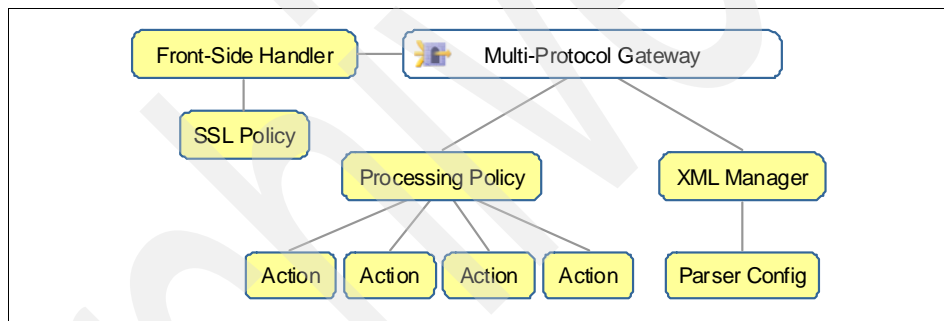 Front-Side Handler
Multi-Protocol Gateway
SSL Policy
Processing Policy
XML Manager
Action
Action
Action
Action
Parser Config